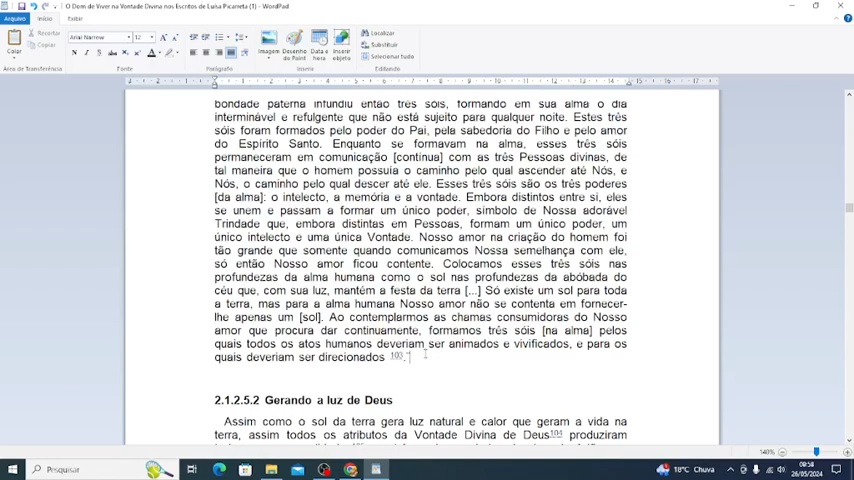 O Dom de Viver na Vontade Divina nos Escritos de Luisa Picarreta (1) - WordPad
Arquivo Início Exibir
Colar Recortar Copiar
Área de Transferência
Arial Narrow 12
Fonte
Parágrafo
Imagem Desenho do Paint Data e hora Inserir objeto
Inserir
Localizar
Substituir
Selecionar tudo
Edição
bondade paterna infundiu então três sóis, formando em sua alma o dia
interminável e refulgente que não está sujeito para qualquer noite. Estes três
sóis foram formados pelo poder do Pai, pela sabedoria do Filho e pelo amor
do Espírito Santo. Enquanto se formavam na alma, esses três sóis
permaneceram em comunicação [contínua] com as três Pessoas divinas, de
tal maneira que o homem possuía o caminho pelo qual ascender até Nós, e
Nós, o caminho pelo qual descer até ele. Esses três sóis são os três poderes
[da alma]: o intelecto, a memória e a vontade. Embora distintos entre si, eles
se unem e passam a formar um único poder, símbolo de Nossa adorável
Trindade que, embora distintas em Pessoas, formam um único poder, um
único intelecto e uma única Vontade. Nosso amor na criação do homem foi
tão grande que somente quando comunicamos Nossa semelhança com ele,
só então Nosso amor ficou contente. Colocamos esses três sóis nas
profundezas da alma humana como o sol nas profundezas da abóbada do
céu que, com sua luz, mantém a festa da terra [...] Só existe um sol para toda
a terra, mas para a alma humana Nosso amor não se contenta em fornecer-
lhe apenas um [sol]. Ao contemplarmos as chamas consumidoras do Nosso
amor que procura dar continuamente, formamos três sóis [na alma] pelos
quais todos os atos humanos deveriam ser animados e vivificados, e para os
quais deveriam ser direcionados 103."
2.1.2.5.2 Gerando a luz de Deus
Assim como o sol da terra gera luz natural e calor que geram a vida na
terra, assim todos os atributos da Vontade Divina de Deus104 produziram
140%
Pesquisar
18°C Chuva
09:58
26/05/2024